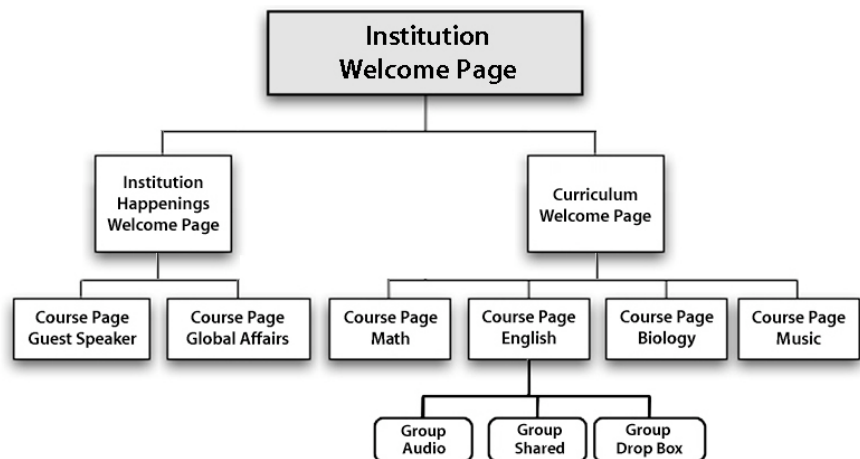 Institution
Welcome Page
Institution
Happenings
Welcome Page
Curriculum
Welcome Page
Course Page
Guest Speaker
Course Page
Global Affairs
Course Page
Math
Course Page
English
Course Page
Biology
Course Page
Music
Group
Audio
Group
Shared
Group
Drop Box